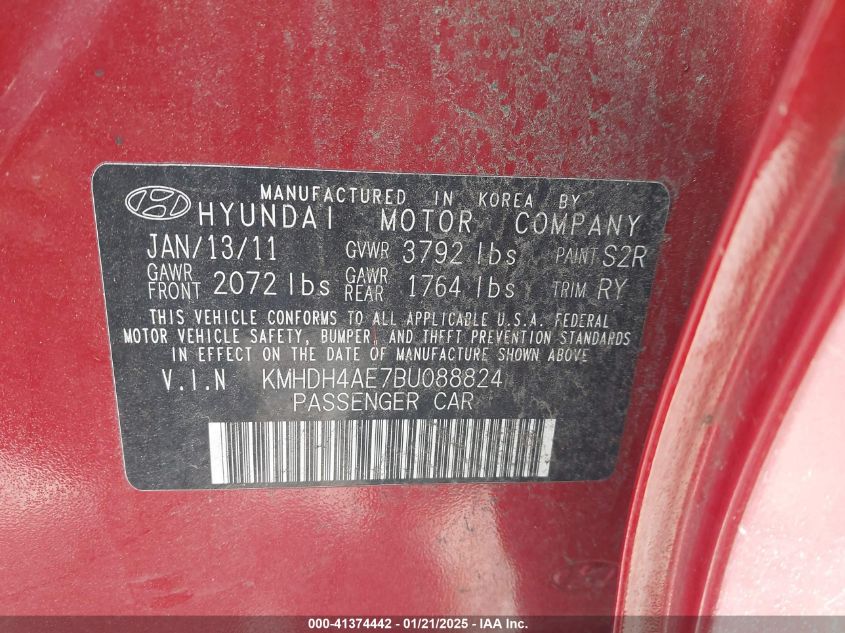 MANUFACTURED IN KOREA BY
HYUNDAI MOTOR COMPANY
JAN/13/11 GVWR 3792 lbs PAINT S2R
GAWR FRONT 2072 lbs GAWR REAR 1764 lbs TRIM RY
THIS VEHICLE CONFORMS TO ALL APPLICABLE U.S.A. FEDERAL
MOTOR VEHICLE SAFETY, BUMPER, AND THEFT PREVENTION STANDARDS
IN EFFECT ON THE DATE OF MANUFACTURE SHOWN ABOVE
V.I.N KMHDH4AE7BU088824
PASSENGER CAR
000-41374442 - 01/21/2025 - IAA Inc.